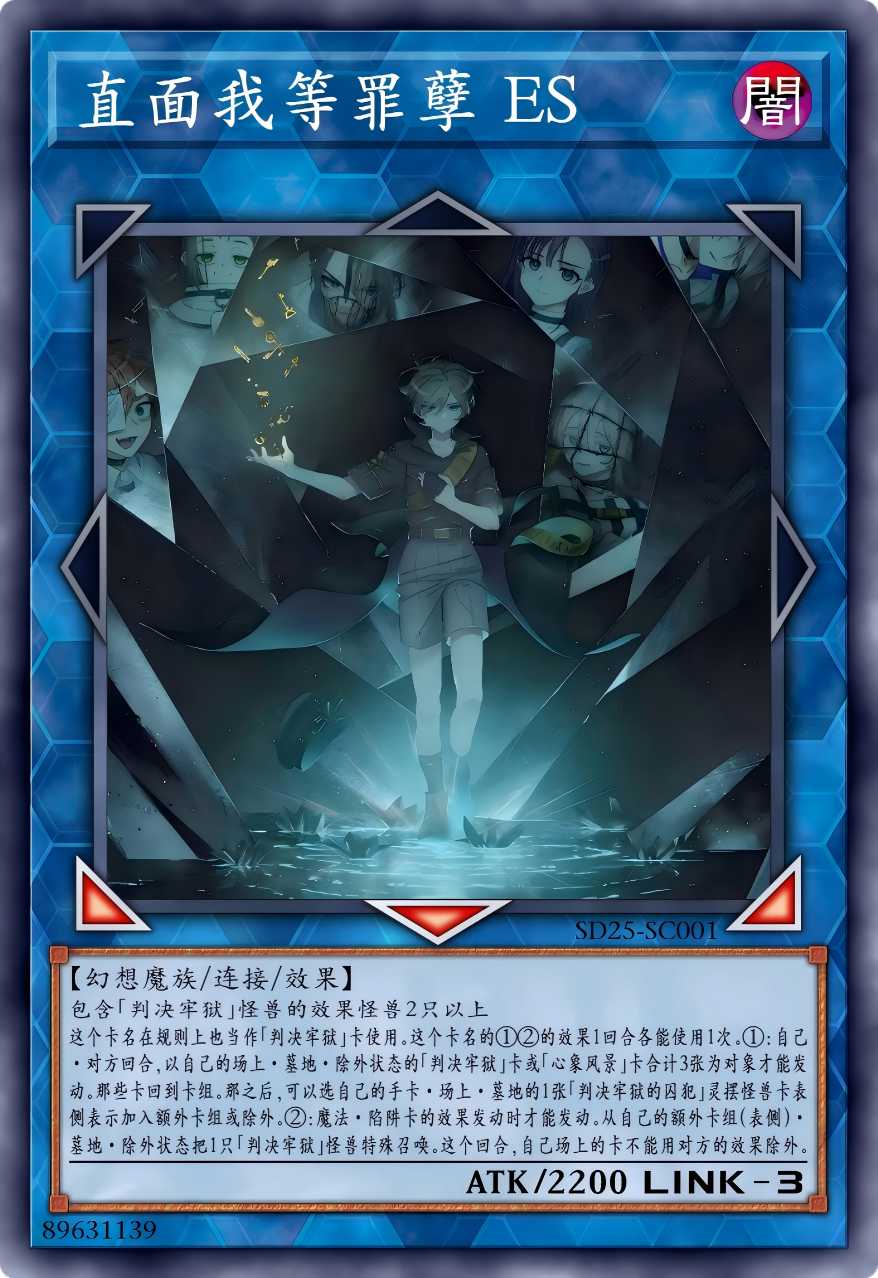 直面我等罪孽 ES
闇
SD25-SC001
【幻想魔族/连接/效果】
包含「判决牢狱」怪兽的效果怪兽2只以上
这个卡名在规则上也当作「判决牢狱」卡使用。这个卡名的①②的效果1回合各能使用1次。①:自己
·对方回合,以自己的场上·墓地·除外状态的「判决牢狱」卡或「心象风景」卡合计3张为对象才能发
动。那些卡回到卡组。那之后,可以选自己的手卡·场上·墓地的1张「判决牢狱的囚犯」灵摆怪兽卡表
侧表示加入额外卡组或除外。②:魔法·陷阱卡的效果发动时才能发动。从自己的额外卡组(表侧)·
墓地·除外状态把1只「判决牢狱」怪兽特殊召唤。这个回合,自己场上的卡不能用对方的效果除外。
ATK/2200 LINK-3
89631139